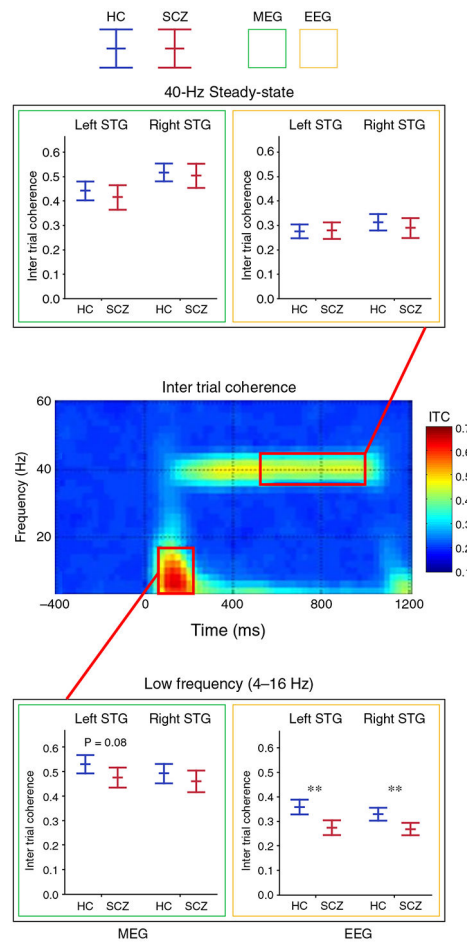 HC SCZ MEG EEG
40-Hz Steady-state
Left STG Right STG
Inter trial coherence
0.6
0.5
0.4
0.3
0.2
0.1
0.0
HC SCZ HC SCZ
Left STG Right STG
Inter trial coherence
0.6
0.5
0.4
0.3
0.2
0.1
0.0
HC SCZ HC SCZ
Inter trial coherence
Frequency (Hz)
60
40
20
−400 0 400 800 1200
Time (ms)
ITC
0.7
0.6
0.5
0.4
0.3
0.2
0.1
Low frequency (4–16 Hz)
Left STG Right STG
P = 0.08
Inter trial coherence
0.6
0.5
0.4
0.3
0.2
0.1
0.0
HC SCZ HC SCZ
MEG
Left STG Right STG
** **
Inter trial coherence
0.6
0.5
0.4
0.3
0.2
0.1
0.0
HC SCZ HC SCZ
EEG